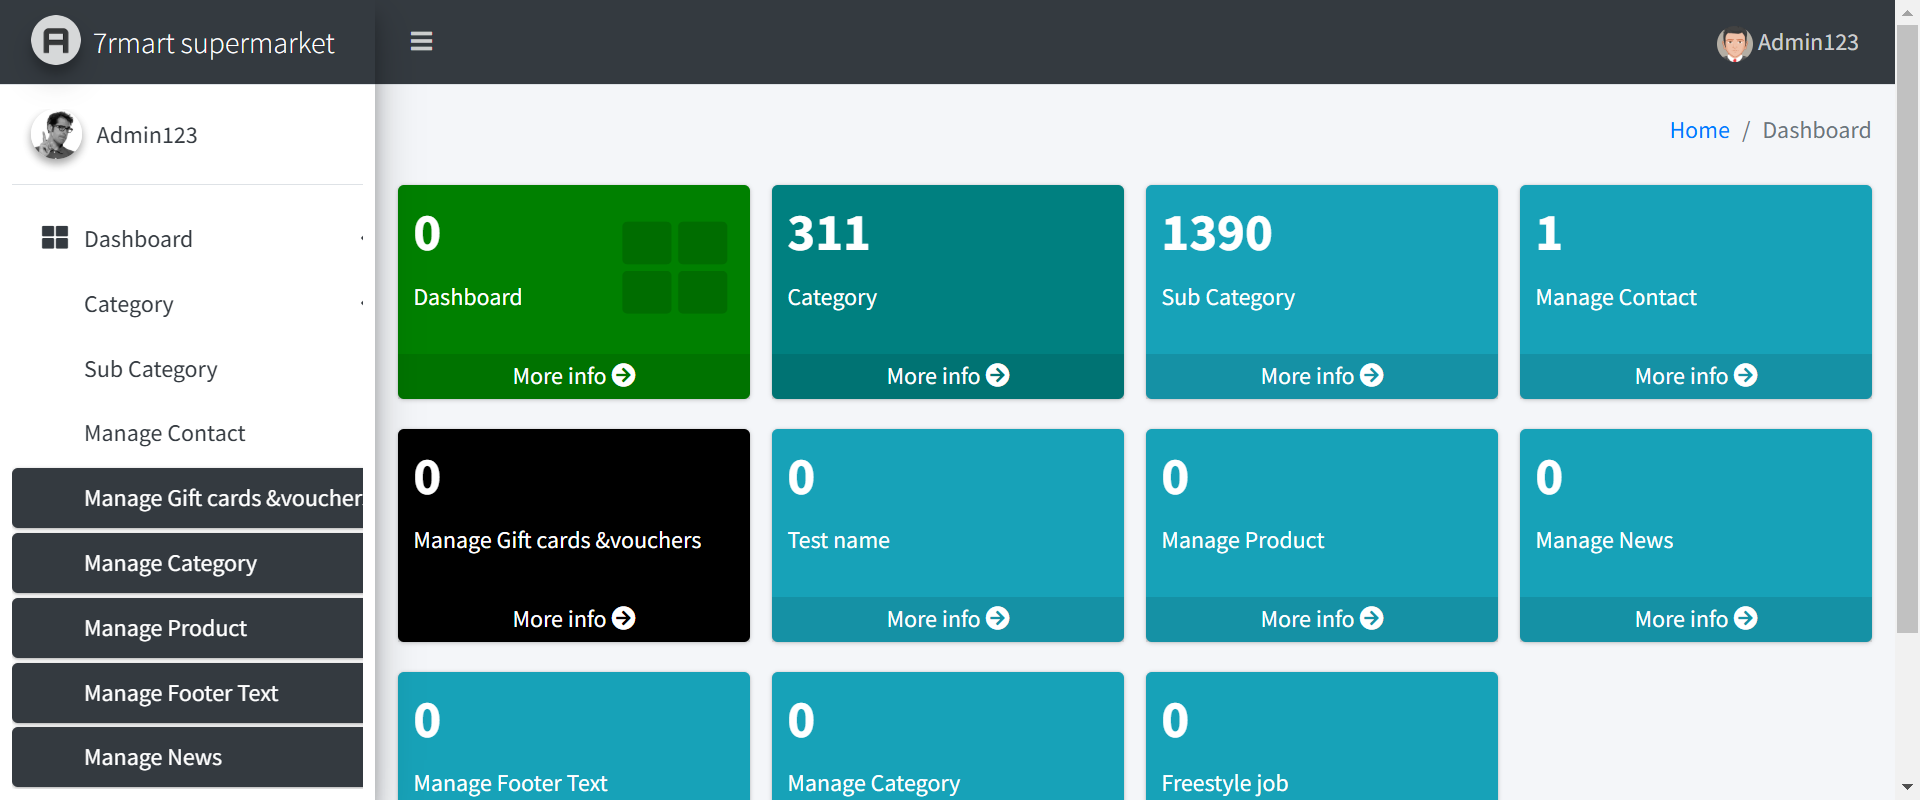 7rmart supermarket
Admin123
Admin123
Home / Dashboard
Dashboard
Category
Sub Category
Manage Contact
Manage Gift cards &voucher
Manage Category
Manage Product
Manage Footer Text
Manage News
0
Dashboard
More info
311
Category
More info
1390
Sub Category
More info
1
Manage Contact
More info
0
Manage Gift cards &vouchers
More info
0
Test name
More info
0
Manage Product
More info
0
Manage News
More info
0
Manage Footer Text
0
Manage Category
0
Freestyle job